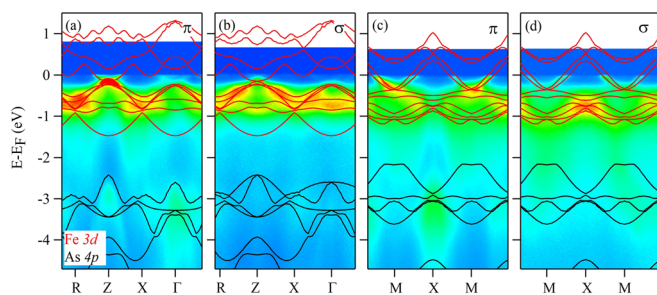 (a) π (b) σ (c) π (d) σ
E-E_F (eV)
1
0
-1
-2
-3
-4
Fe 3d
As 4p
R Z X Γ R Z X Γ M X M M X M